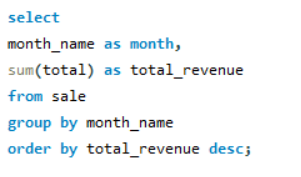 select
month_name as month,
sum(total) as total_revenue
from sale
group by month_name
order by total_revenue desc;